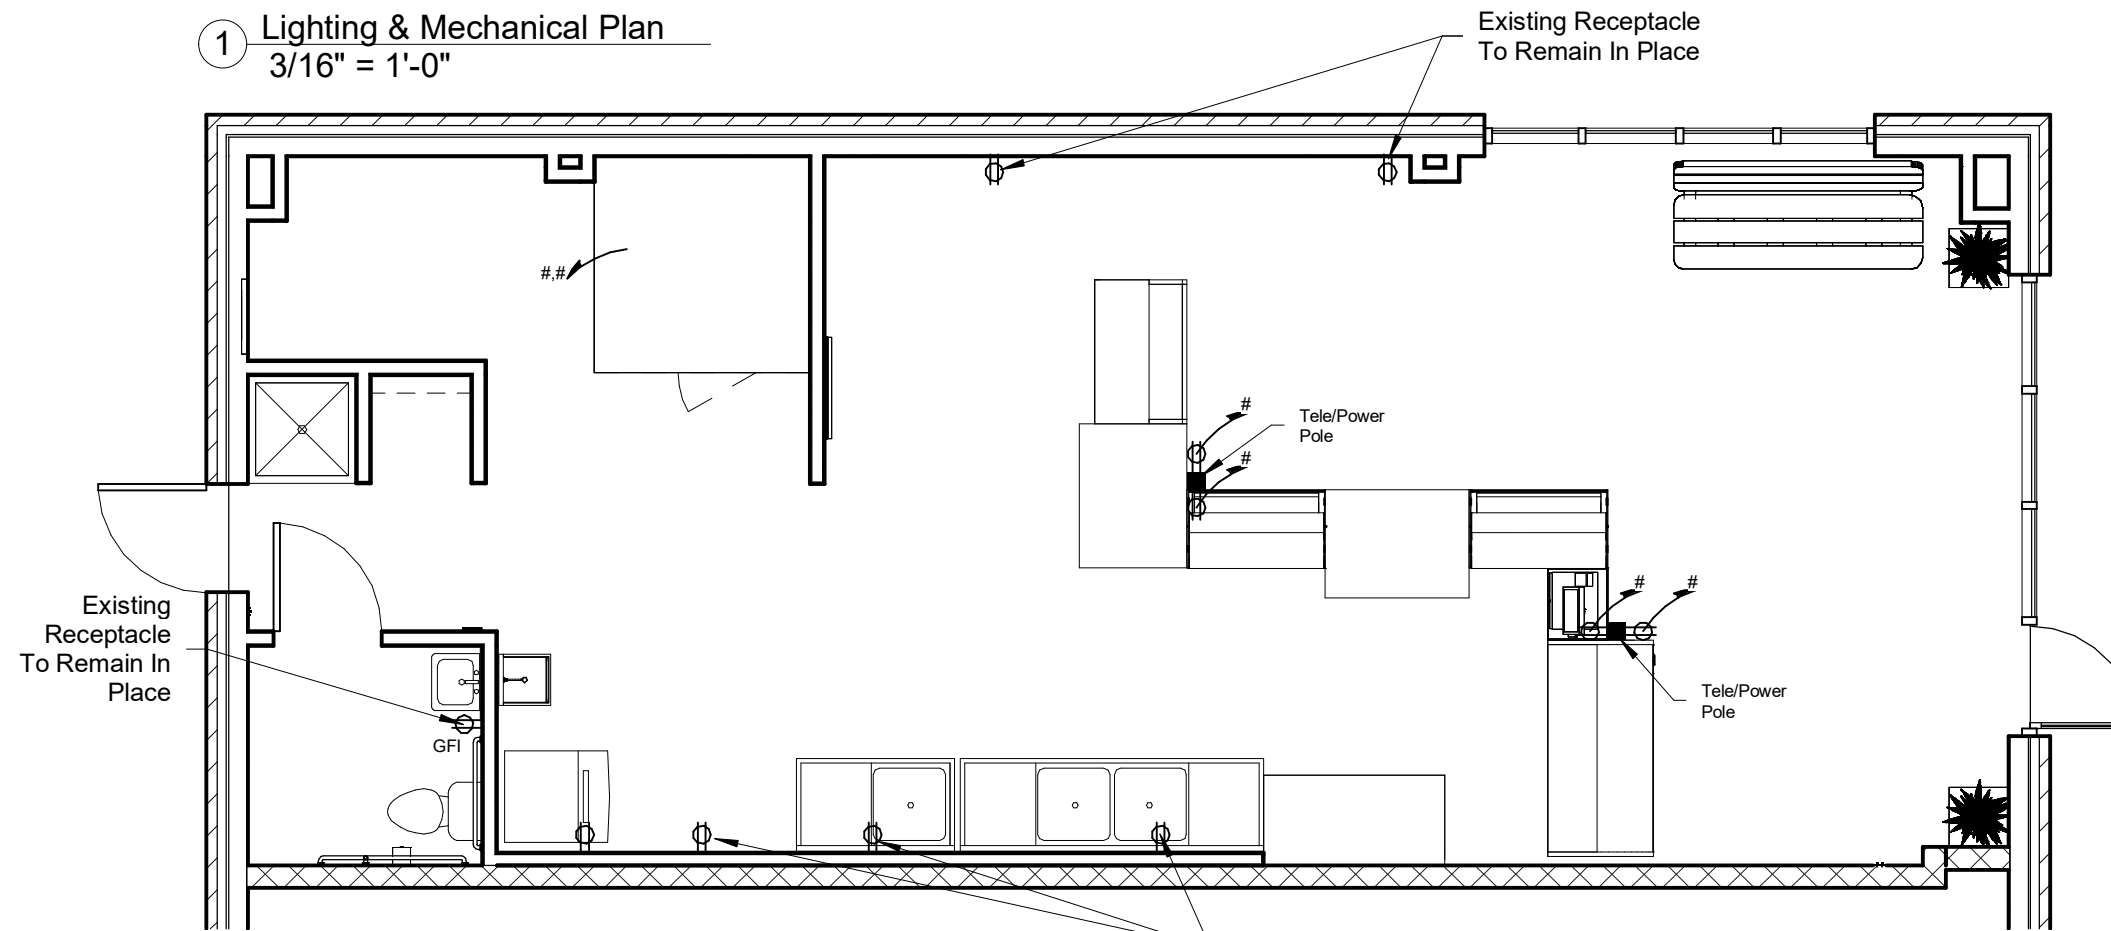 1
Lighting & Mechanical Plan
3/16" = 1'-0"
Existing Receptacle
To Remain In Place
#,#
#
Tele/Power
Pole
#
#
#
Existing
Receptacle
To Remain In
Place
Tele/Power
Pole
GFI